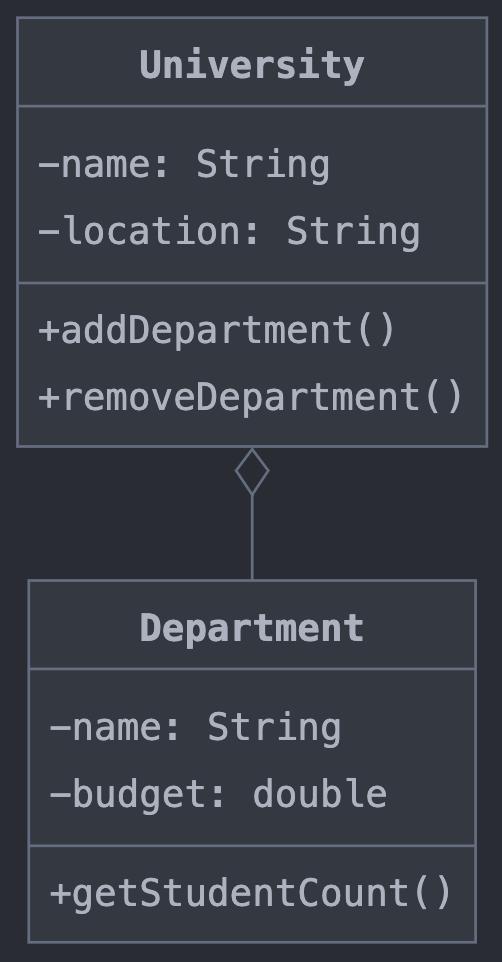 University
-name: String
-location: String
+addDepartment()
+removeDepartment()
Department
-name: String
-budget: double
+getStudentCount()